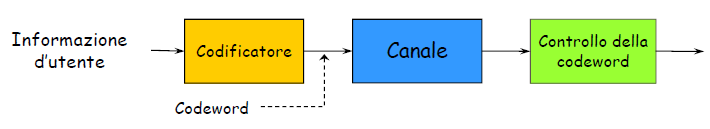 Informazione
d'utente
Codificatore
Canale
Controllo della
codeword
Codeword